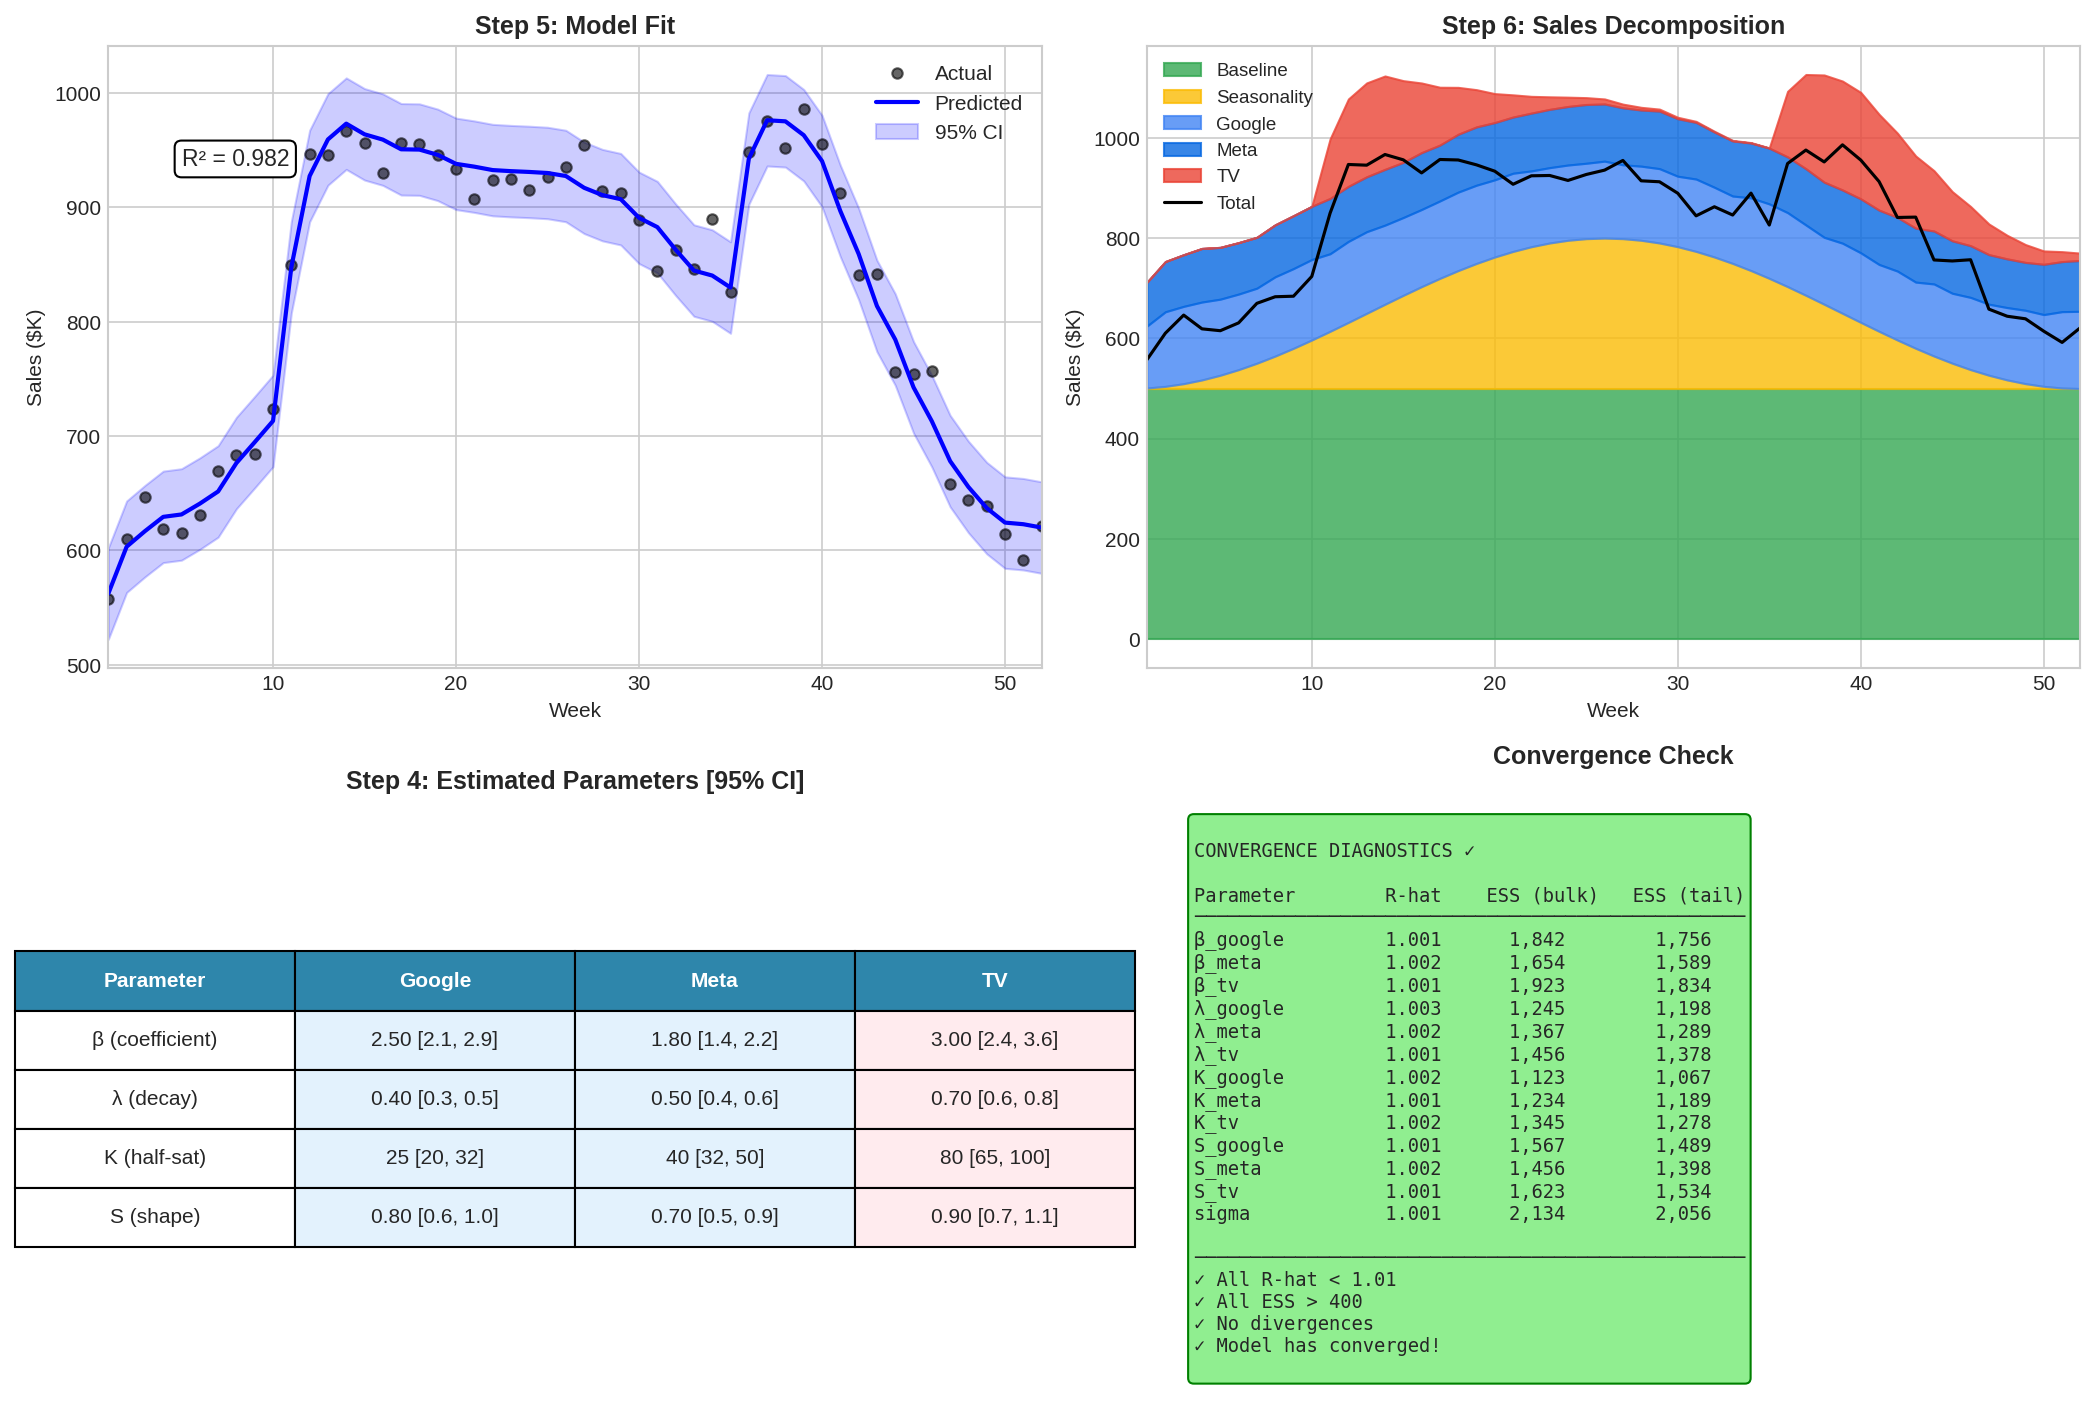 Step 5: Model Fit
Sales ($K)
1000
900
800
700
600
500
R² = 0.982
Actual
Predicted
95% CI
10 20 30 40 50
Week
Step 6: Sales Decomposition
Sales ($K)
1000
800
600
400
200
0
Baseline
Seasonality
Google
Meta
TV
Total
10 20 30 40 50
Week
Step 4: Estimated Parameters [95% CI]
Parameter Google Meta TV
β (coefficient) 2.50 [2.1, 2.9] 1.80 [1.4, 2.2] 3.00 [2.4, 3.6]
λ (decay) 0.40 [0.3, 0.5] 0.50 [0.4, 0.6] 0.70 [0.6, 0.8]
K (half-sat) 25 [20, 32] 40 [32, 50] 80 [65, 100]
S (shape) 0.80 [0.6, 1.0] 0.70 [0.5, 0.9] 0.90 [0.7, 1.1]
Convergence Check
CONVERGENCE DIAGNOSTICS ✓
Parameter R-hat ESS (bulk) ESS (tail)
β_google 1.001 1,842 1,756
β_meta 1.002 1,654 1,589
β_tv 1.001 1,923 1,834
λ_google 1.003 1,245 1,198
λ_meta 1.002 1,367 1,289
λ_tv 1.001 1,456 1,378
K_google 1.002 1,123 1,067
K_meta 1.001 1,234 1,189
K_tv 1.002 1,345 1,278
S_google 1.001 1,567 1,489
S_meta 1.002 1,456 1,398
S_tv 1.001 1,623 1,534
sigma 1.001 2,134 2,056
✓ All R-hat < 1.01
✓ All ESS > 400
✓ No divergences
✓ Model has converged!